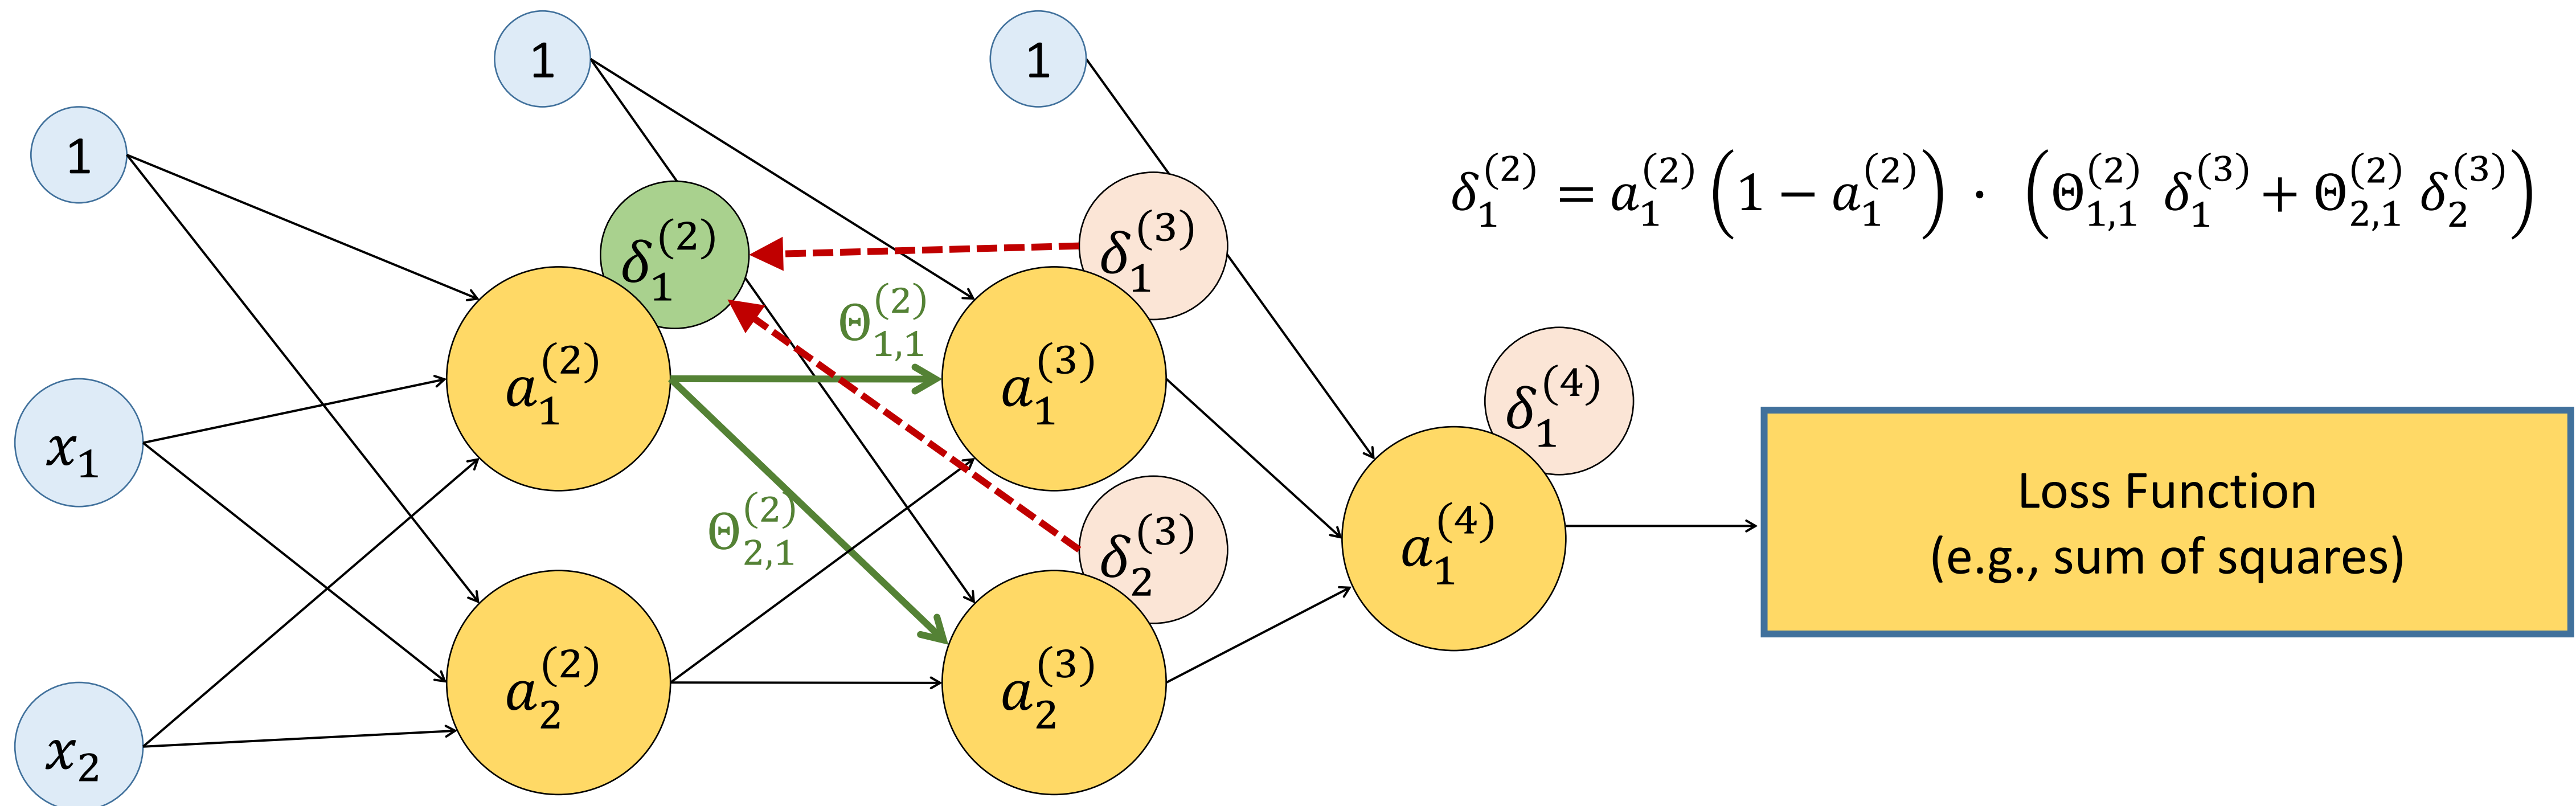 1
1
1
δ₁⁽²⁾ = a₁⁽²⁾ (1 − a₁⁽²⁾) · (Θ₁,₁⁽²⁾ δ₁⁽³⁾ + Θ₂,₁⁽²⁾ δ₂⁽³⁾)
δ₁⁽²⁾
δ₁⁽³⁾
Θ₁,₁⁽²⁾
a₁⁽²⁾
a₁⁽³⁾
δ₁⁽⁴⁾
x₁
Θ₂,₁⁽²⁾
δ₂⁽³⁾
a₁⁽⁴⁾
Loss Function
(e.g., sum of squares)
a₂⁽²⁾
a₂⁽³⁾
x₂